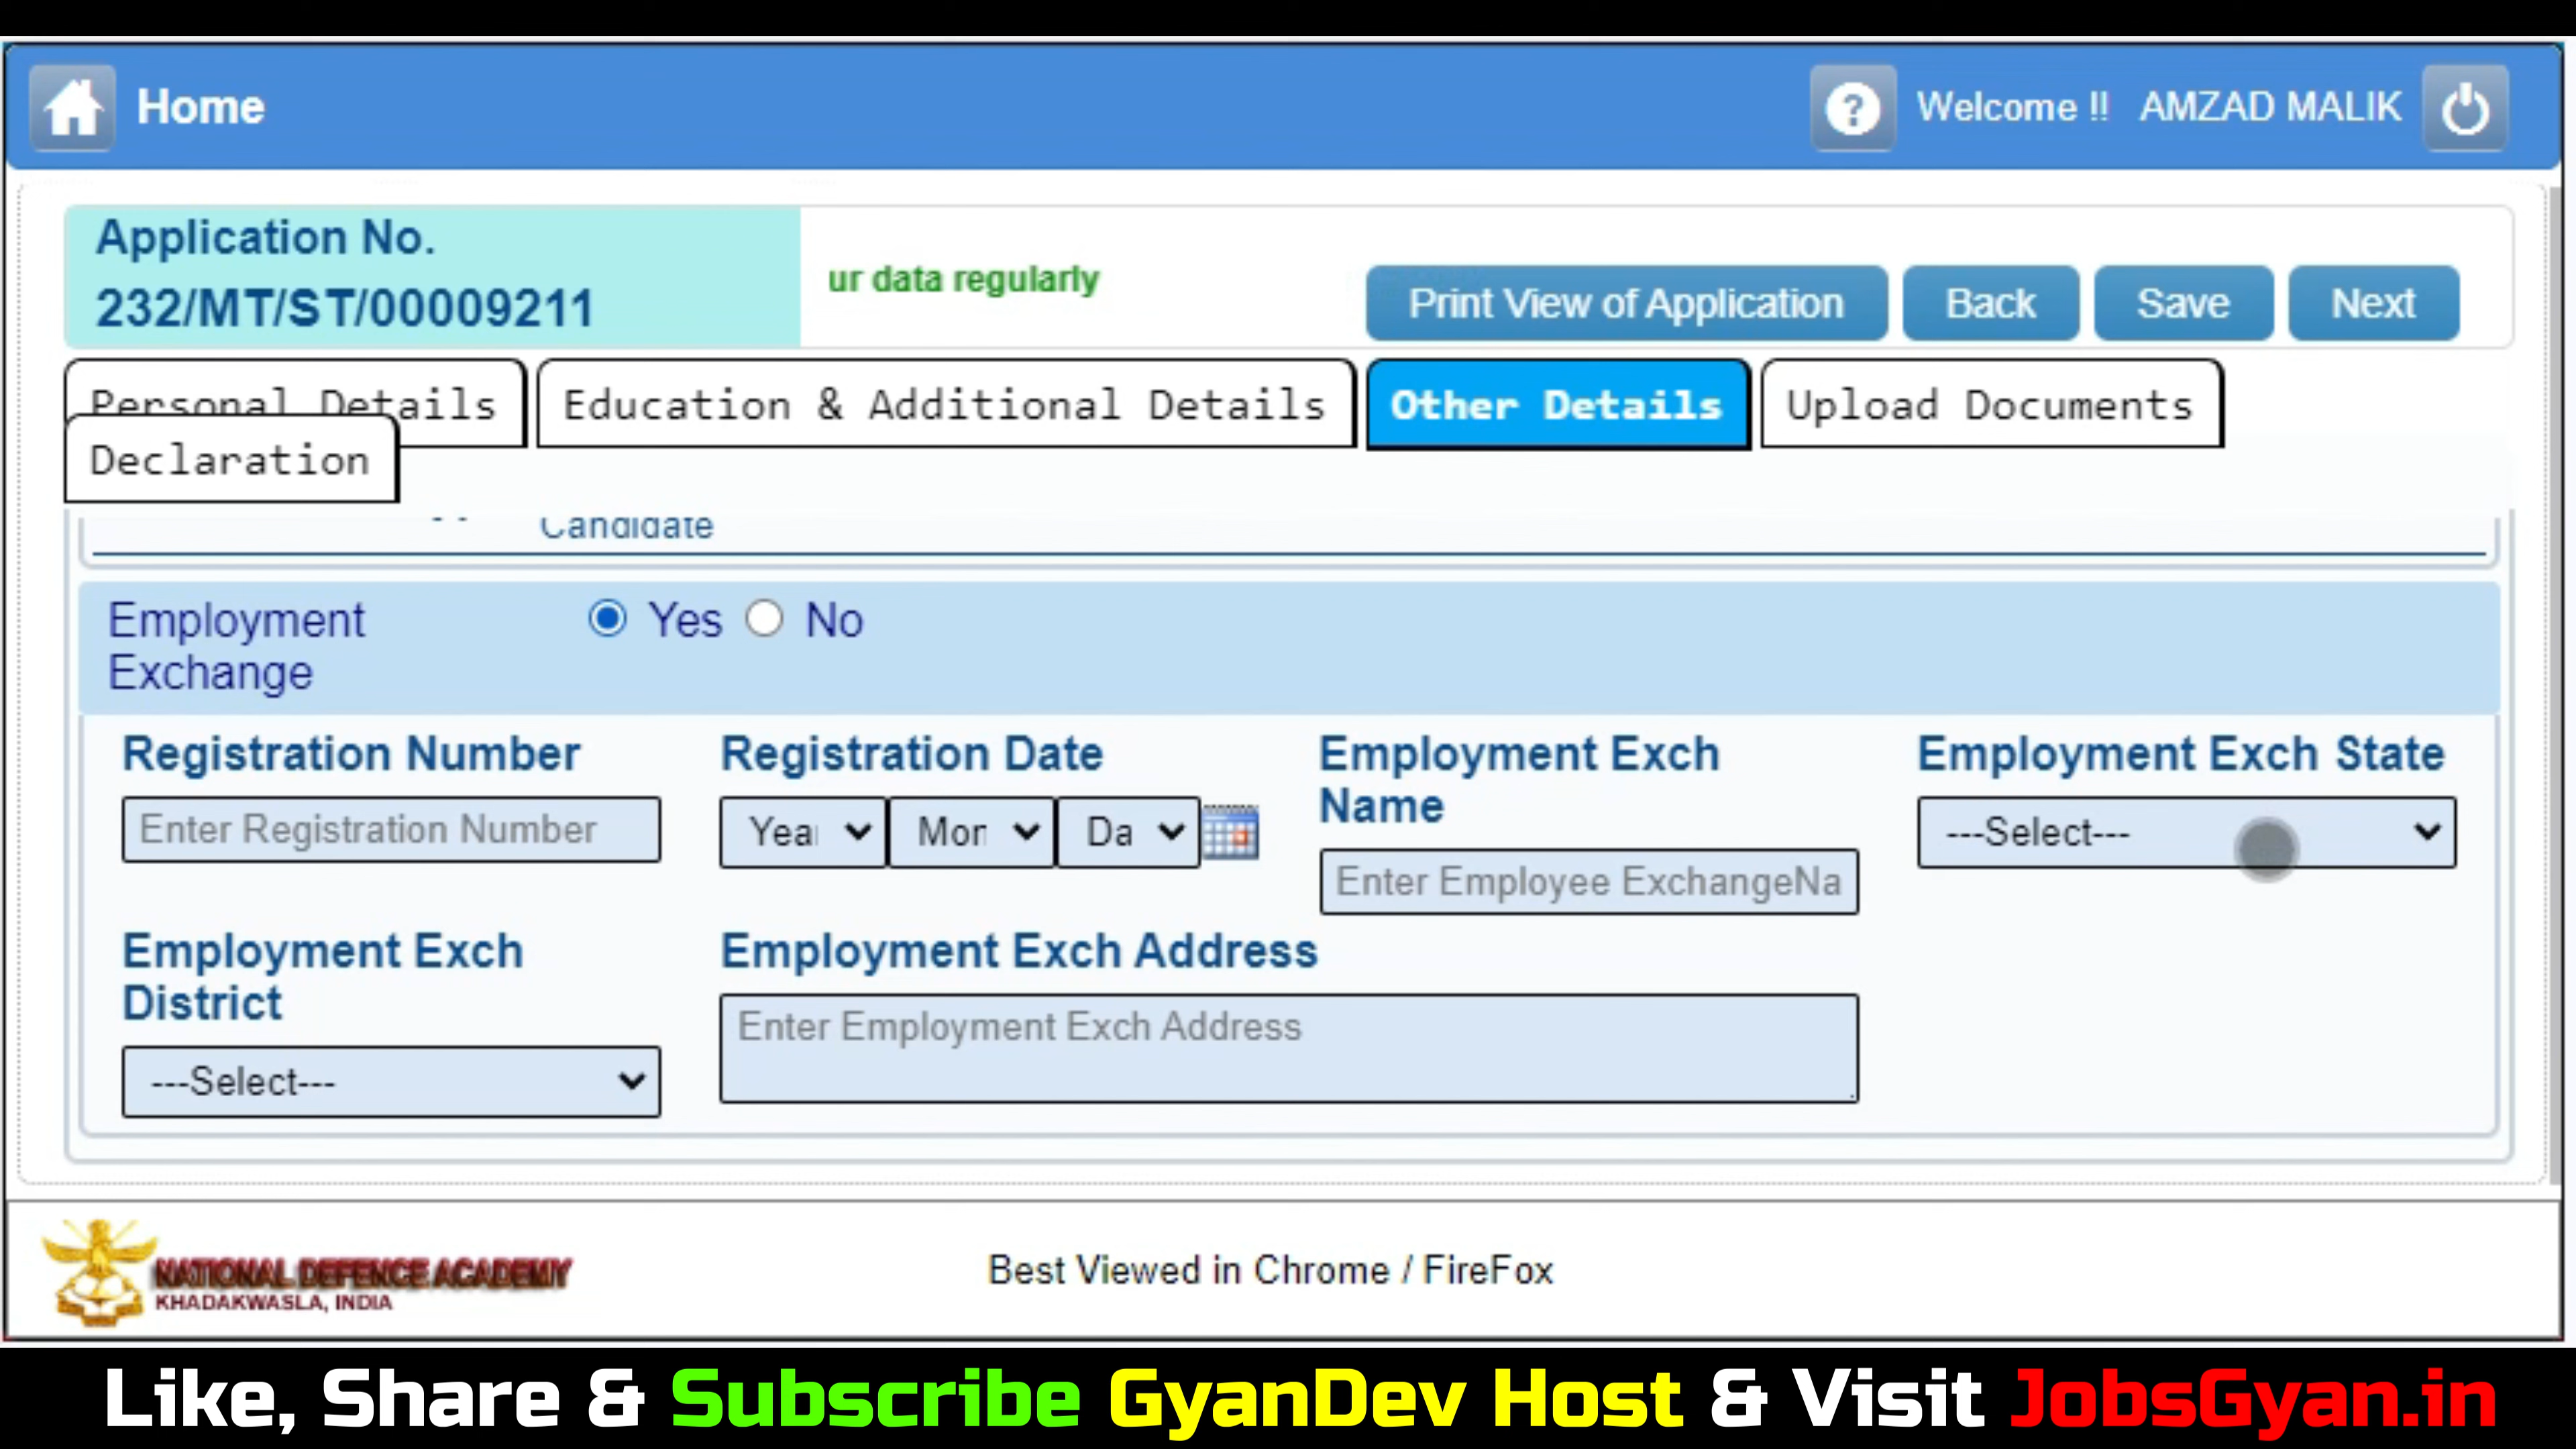 Home
Welcome !! AMZAD MALIK
Application No.
232/MT/ST/00009211
ur data regularly
Print View of Application
Back
Save
Next
Personal Details
Education & Additional Details
Other Details
Upload Documents
Declaration
Candidate
Employment
Exchange
Yes
No
Registration Number
Enter Registration Number
Registration Date
Yea
Mon
Da
Employment Exch
Name
Enter Employee ExchangeNa
Employment Exch State
---Select---
Employment Exch
District
---Select---
Employment Exch Address
Enter Employment Exch Address
NATIONAL DEFENCE ACADEMY
KHADAKWASLA, INDIA
Best Viewed in Chrome / FireFox
Like, Share & Subscribe GyanDev Host & Visit JobsGyan.in